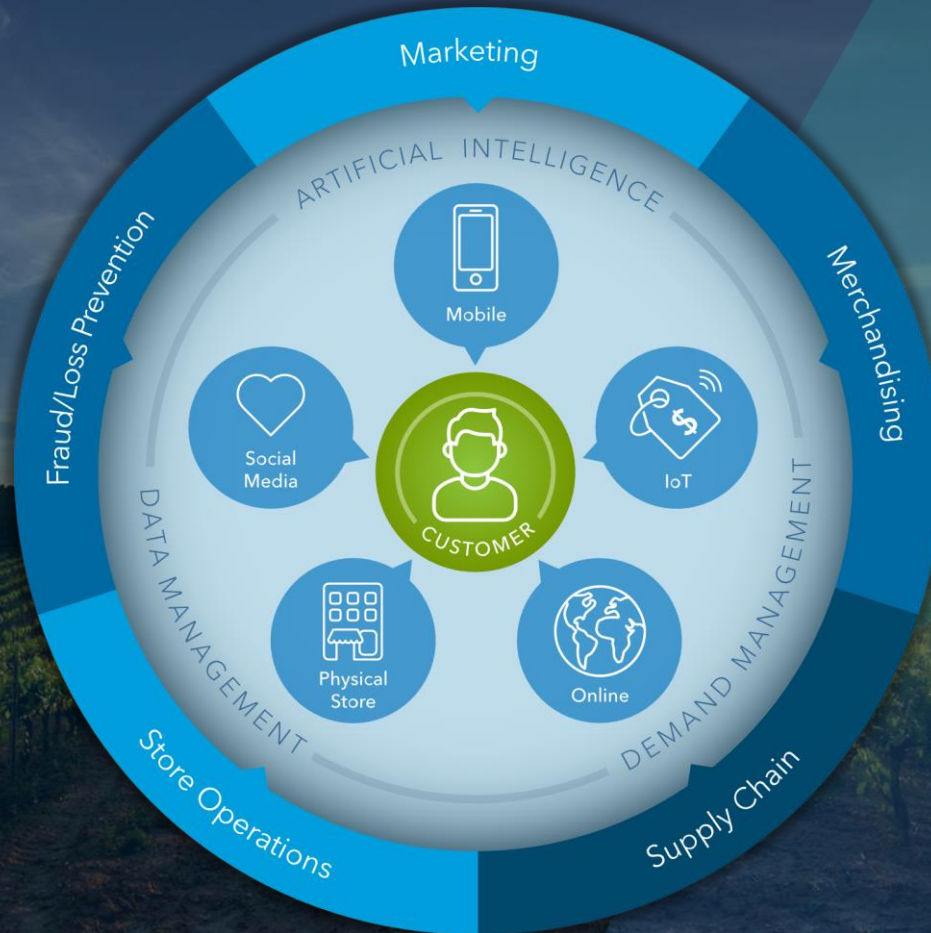 Marketing
Merchandising
Supply Chain
Store Operations
Fraud/Loss Prevention
ARTIFICIAL INTELLIGENCE
DEMAND MANAGEMENT
DATA MANAGEMENT
Mobile
IoT
$
Online
Physical
Store
Social
Media
CUSTOMER